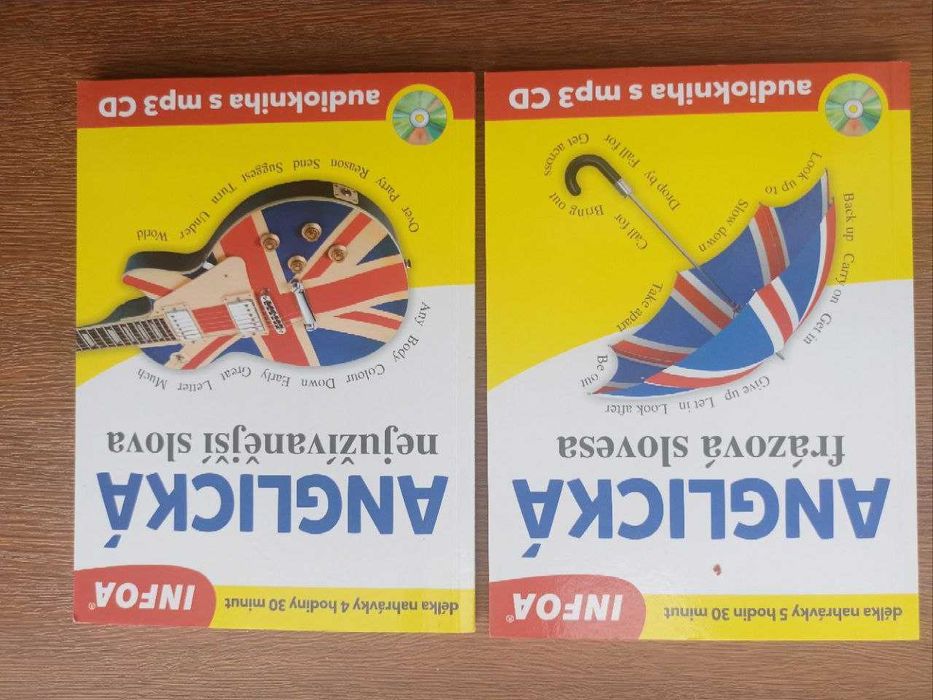 délka nahrávky 5 hodin 30 minut
INFOA®
ANGLICKÁ
frázová slovesa
Give up Let in Look after
Be out
Take apart
Back up Carry on Get in
Look up to
Slow down
Call for Bring out
Drop by Fall for Get across
audiokniha s mp3 CD
délka nahrávky 4 hodiny 30 minut
INFOA®
ANGLICKÁ
nejužívanější slova
Any Body Colour Down Early Great Letter Much
Over Party Reason Send Suggest Turn Under World
audiokniha s mp3 CD